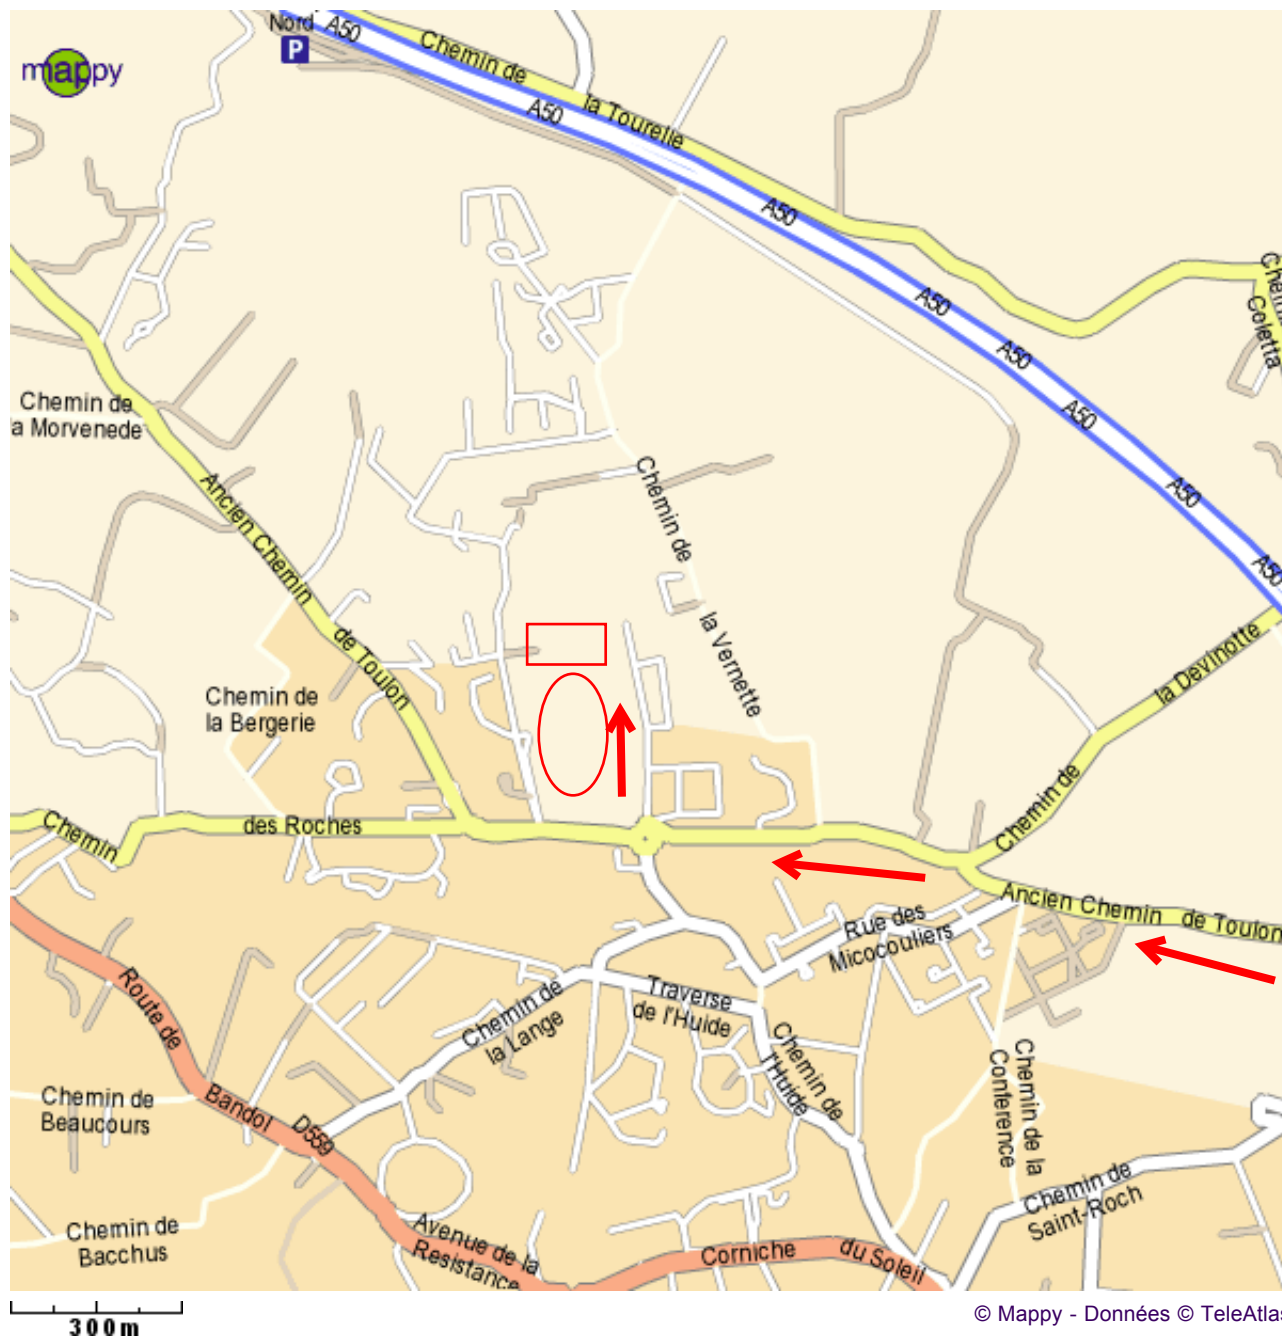 Nord
A50
P
mappy
Chemin de
la Tourelle
A50
A50
A50
A50
A50
A50
A50
Coletta
Chemin de
la Morvenede
Ancien Chemin
de Toulon
Chemin de
la Vernette
Chemin de
la Bergerie
Chemin de
la Devinotte
Chemin
des Roches
Ancien Chemin de Toulon
Rue des
Micocouliers
Route de
Bandol
D559
Chemin de
la Lange
Traverse
de l'Huide
Chemin de
l'Huide
Chemin de la
Conference
Chemin de
Beaucours
Chemin de
Bacchus
Avenue de la
Resistance
Corniche
du Soleil
Chemin de
Saint-Roch
300m
© Mappy - Données © TeleAtlas